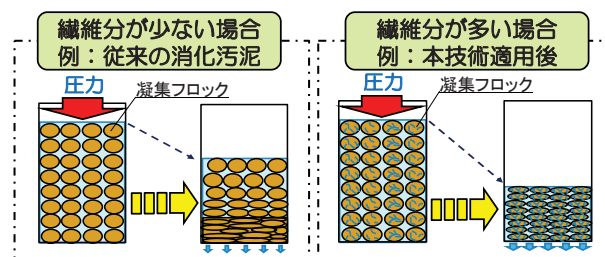 繊維分が少ない場合
例：従来の消化汚泥
圧力
凝集フロック
繊維分が多い場合
例：本技術適用後
圧力
凝集フロック